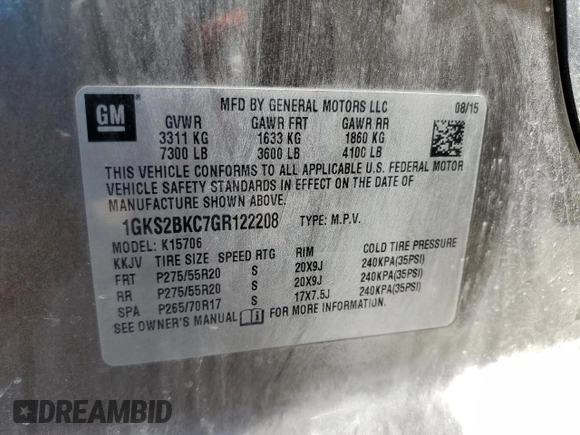 GM
MFD BY GENERAL MOTORS LLC 08/15
GVWR GAWR FRT GAWR RR
3311 KG 1633 KG 1860 KG
7300 LB 3600 LB 4100 LB
THIS VEHICLE CONFORMS TO ALL APPLICABLE U.S. FEDERAL MOTOR
VEHICLE SAFETY STANDARDS IN EFFECT ON THE DATE OF
MANUFACTURE SHOWN ABOVE.
1GKS2BKC7GR122208 TYPE: M.P.V.
MODEL: K15706
KKJV TIRE SIZE SPEED RTG RIM COLD TIRE PRESSURE
FRT P275/55R20 S 20X9J 240KPA(35PSI)
RR P275/55R20 S 20X9J 240KPA(35PSI)
SPA P265/70R17 S 17X7.5J 240KPA(35PSI)
SEE OWNER'S MANUAL FOR MORE INFORMATION.
DREAMBID